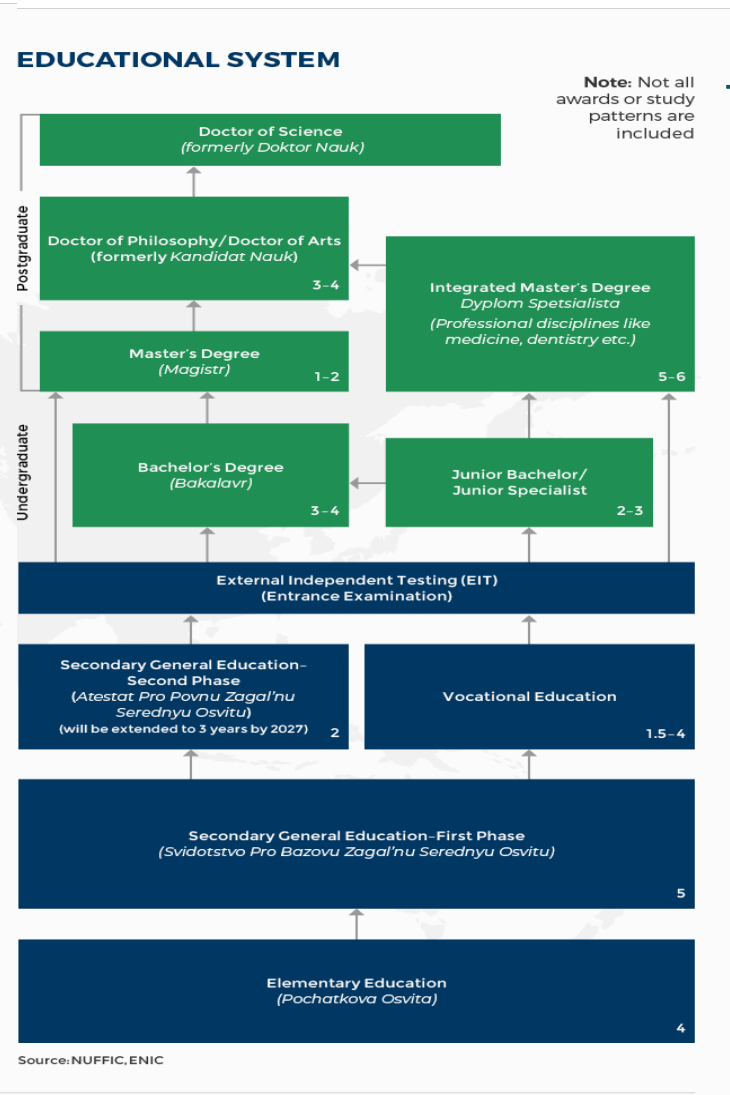 EDUCATIONAL SYSTEM
Note: Not all
awards or study
patterns are
included
Doctor of Science
(formerly Doktor Nauk)
Postgraduate
Doctor of Philosophy/Doctor of Arts
(formerly Kandidat Nauk)
3-4
Integrated Master's Degree
Dyplom Spetsialista
(Professional disciplines like
medicine, dentistry etc.)
5-6
Master's Degree
(Magistr)
1-2
Undergraduate
Bachelor's Degree
(Bakalavr)
3-4
Junior Bachelor/
Junior Specialist
2-3
External Independent Testing (EIT)
(Entrance Examination)
Secondary General Education–
Second Phase
(Atestat Pro Povnu Zagal'nu
Serednyu Osvitu)
(will be extended to 3 years by 2027)
2
Vocational Education
1.5-4
Secondary General Education–First Phase
(Svidotstvo Pro Bazovu Zagal'nu Serednyu Osvitu)
5
Elementary Education
(Pochatkova Osvita)
4
Source: NUFFIC, ENIC